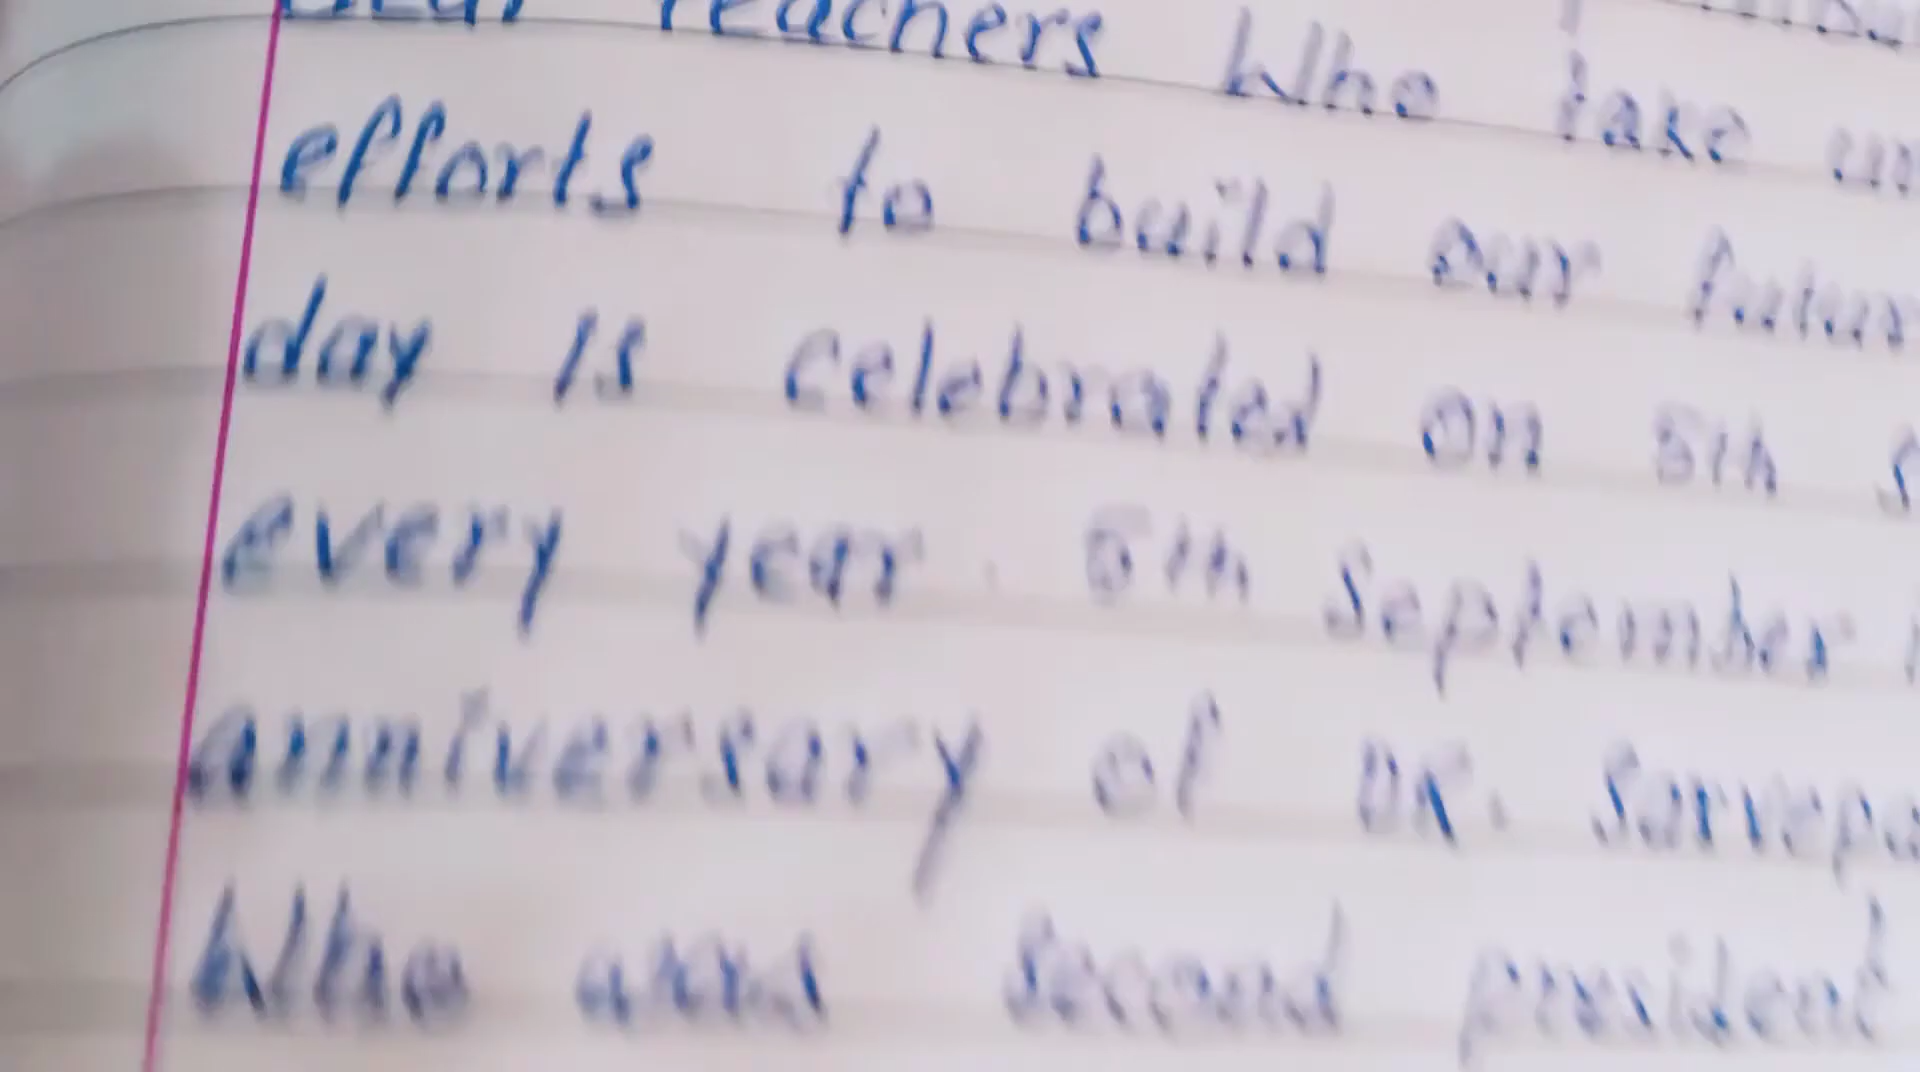 teachers Who take
efforts to build our
day is celebrated on 5th
every year. 5th September
anniversary of DR.
Who was second president